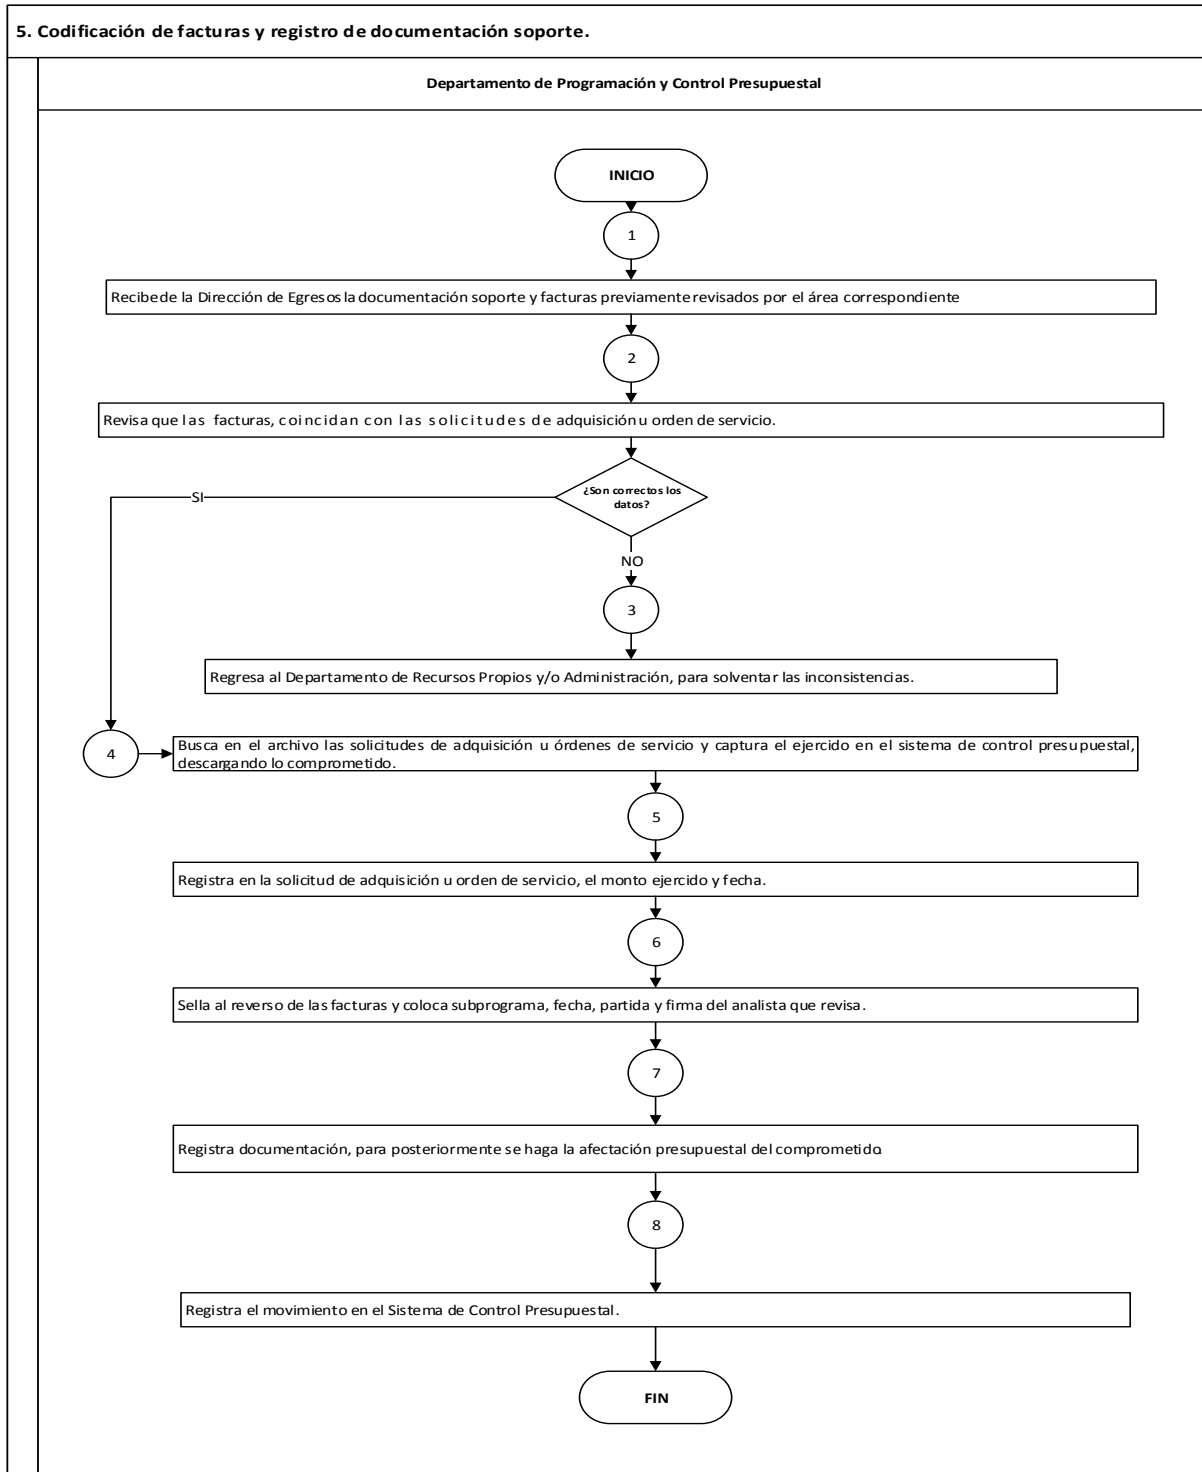 5. Codificación de facturas y registro de documentación soporte.
Departamento de Programación y Control Presupuestal
INICIO
1
Recibe de la Dirección de Egresos la documentación soporte y facturas previamente revisados por el área correspondiente
2
Revisa que las facturas, coincidan con las solicitudes de adquisición u orden de servicio.
¿Son correctos los
datos?
SI
NO
3
Regresa al Departamento de Recursos Propios y/o Administración, para solventar las inconsistencias.
4
Busca en el archivo las solicitudes de adquisición u órdenes de servicio y captura el ejercido en el sistema de control presupuestal,
descargando lo comprometido.
5
Registra en la solicitud de adquisición u orden de servicio, el monto ejercido y fecha.
6
Sella al reverso de las facturas y coloca subprograma, fecha, partida y firma del analista que revisa.
7
Registra documentación, para posteriormente se haga la afectación presupuestal del comprometido.
8
Registra el movimiento en el Sistema de Control Presupuestal.
FIN